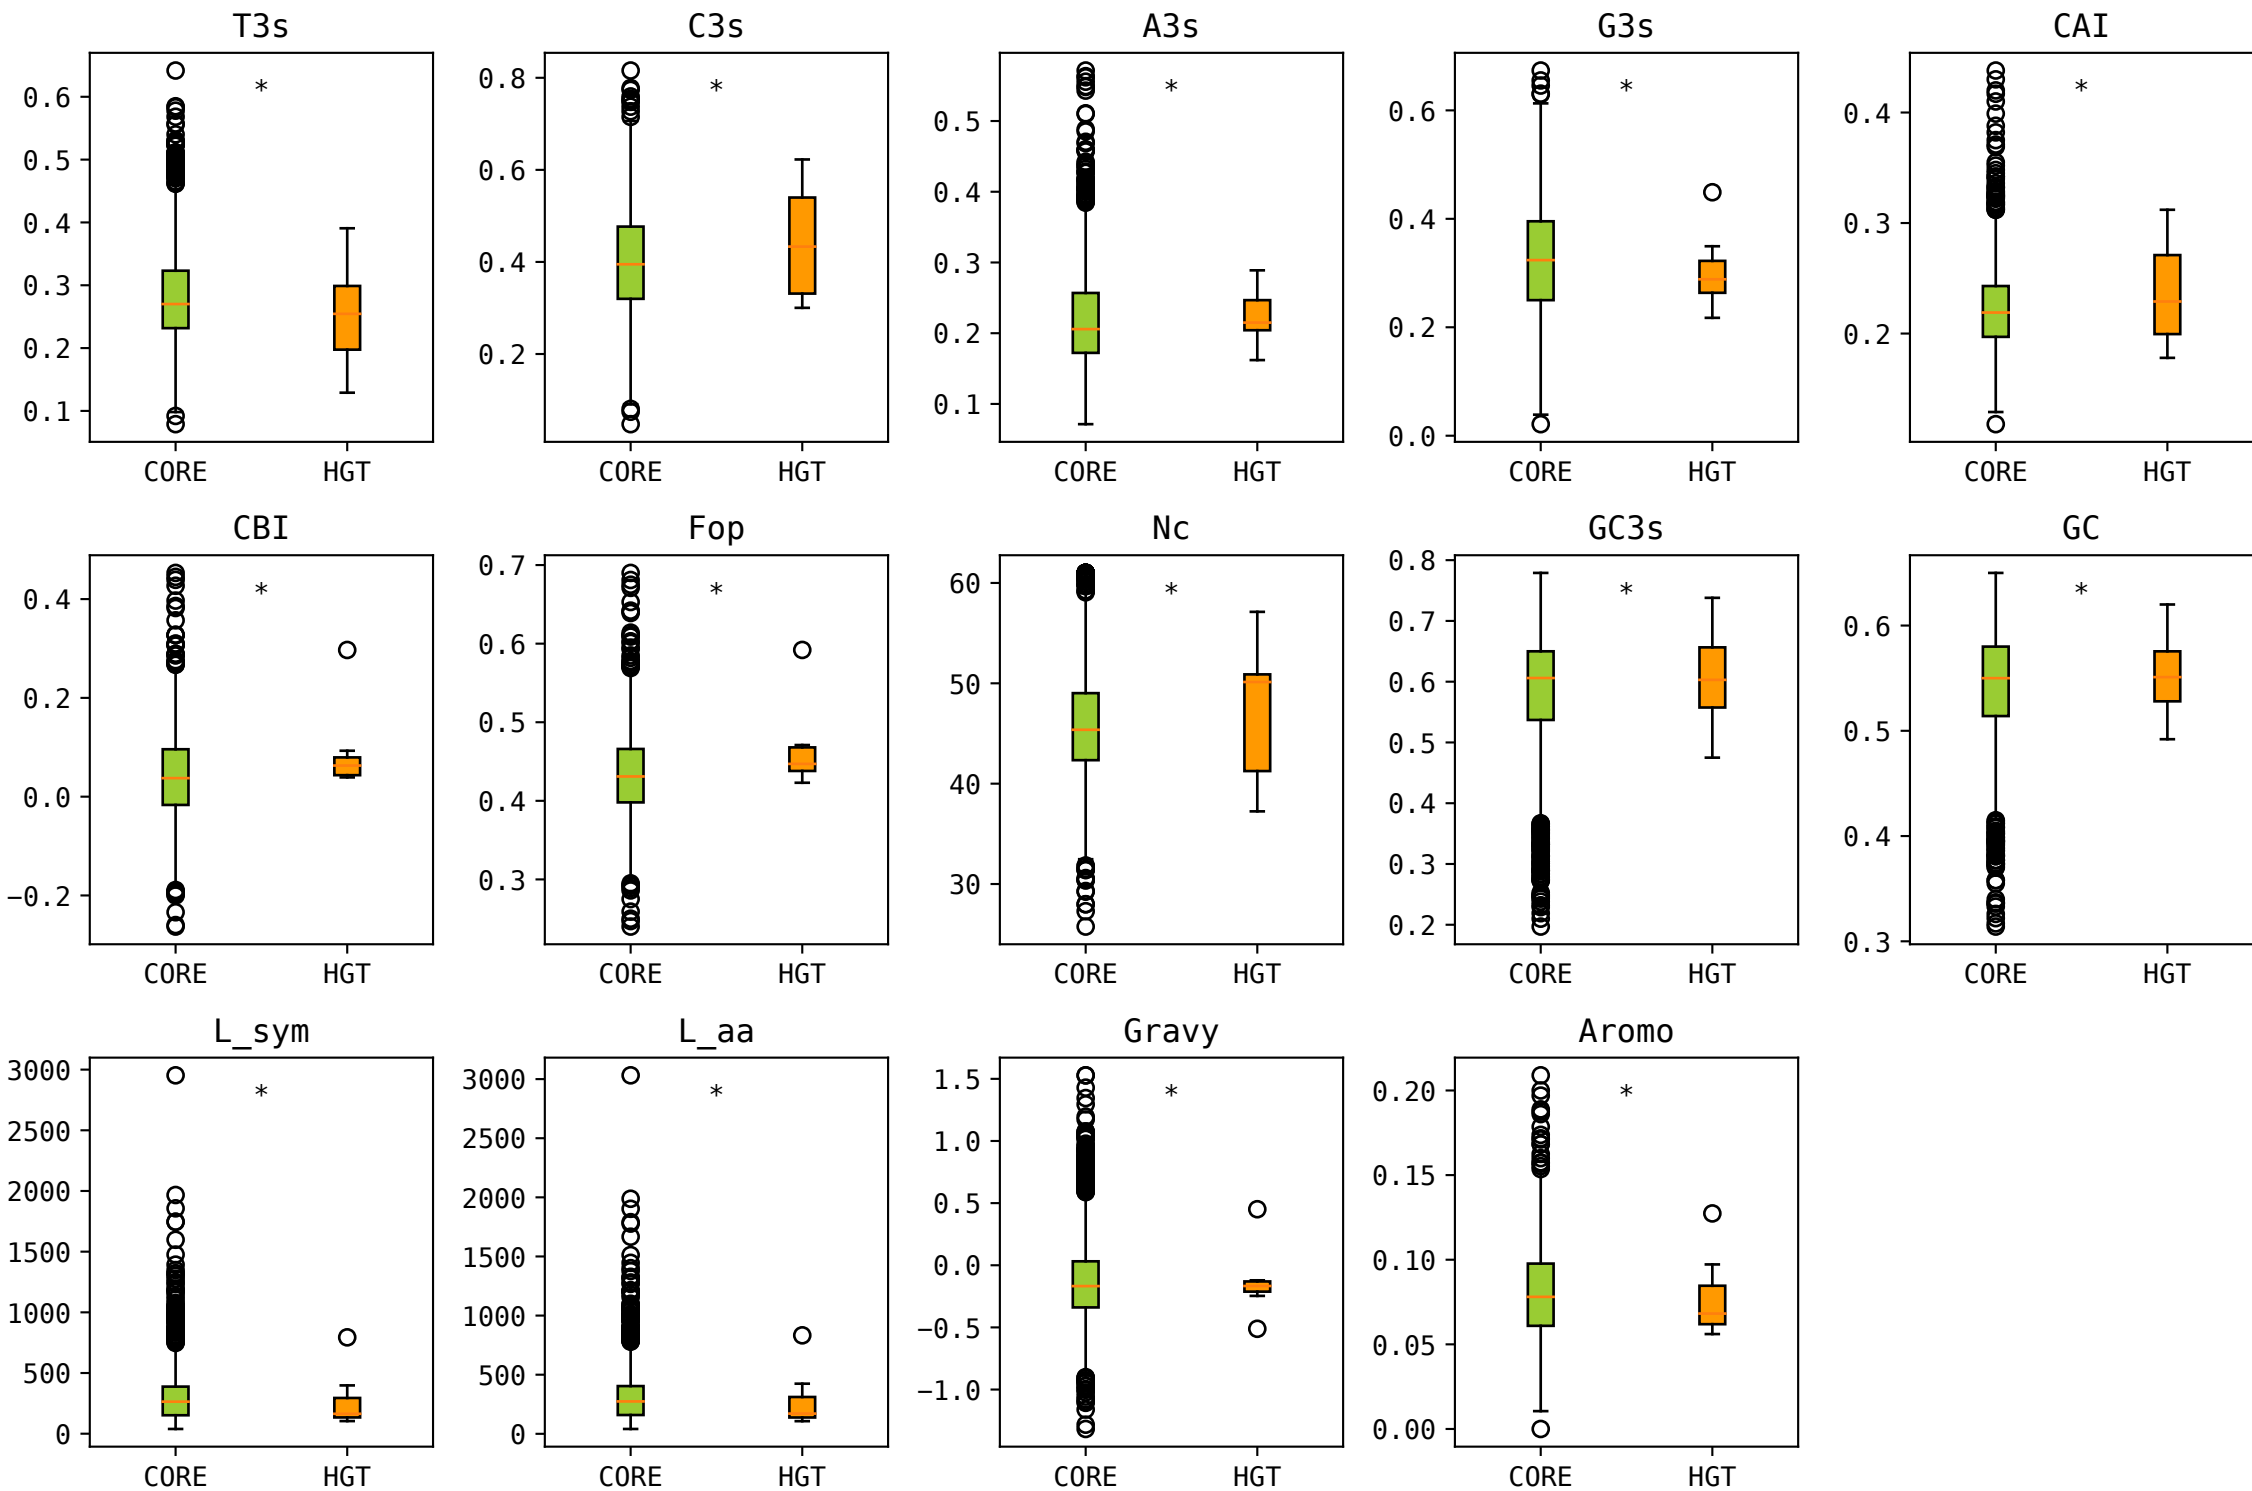 T3s C3s A3s G3s CAI
0.6 0.5 0.4 0.3 0.2 0.1
*
CORE HGT
0.8 0.6 0.4 0.2
*
CORE HGT
0.5 0.4 0.3 0.2 0.1
*
CORE HGT
0.6 0.4 0.2 0.0
*
CORE HGT
0.4 0.3 0.2
*
CORE HGT
CBI Fop Nc GC3s GC
0.4 0.2 0.0 −0.2
*
CORE HGT
0.7 0.6 0.5 0.4 0.3
*
CORE HGT
60 50 40 30
*
CORE HGT
0.8 0.7 0.6 0.5 0.4 0.3 0.2
*
CORE HGT
0.6 0.5 0.4 0.3
*
CORE HGT
L_sym L_aa Gravy Aromo
3000 2500 2000 1500 1000 500 0
*
CORE HGT
3000 2500 2000 1500 1000 500 0
*
CORE HGT
1.5 1.0 0.5 0.0 −0.5 −1.0
*
CORE HGT
0.20 0.15 0.10 0.05 0.00
*
CORE HGT